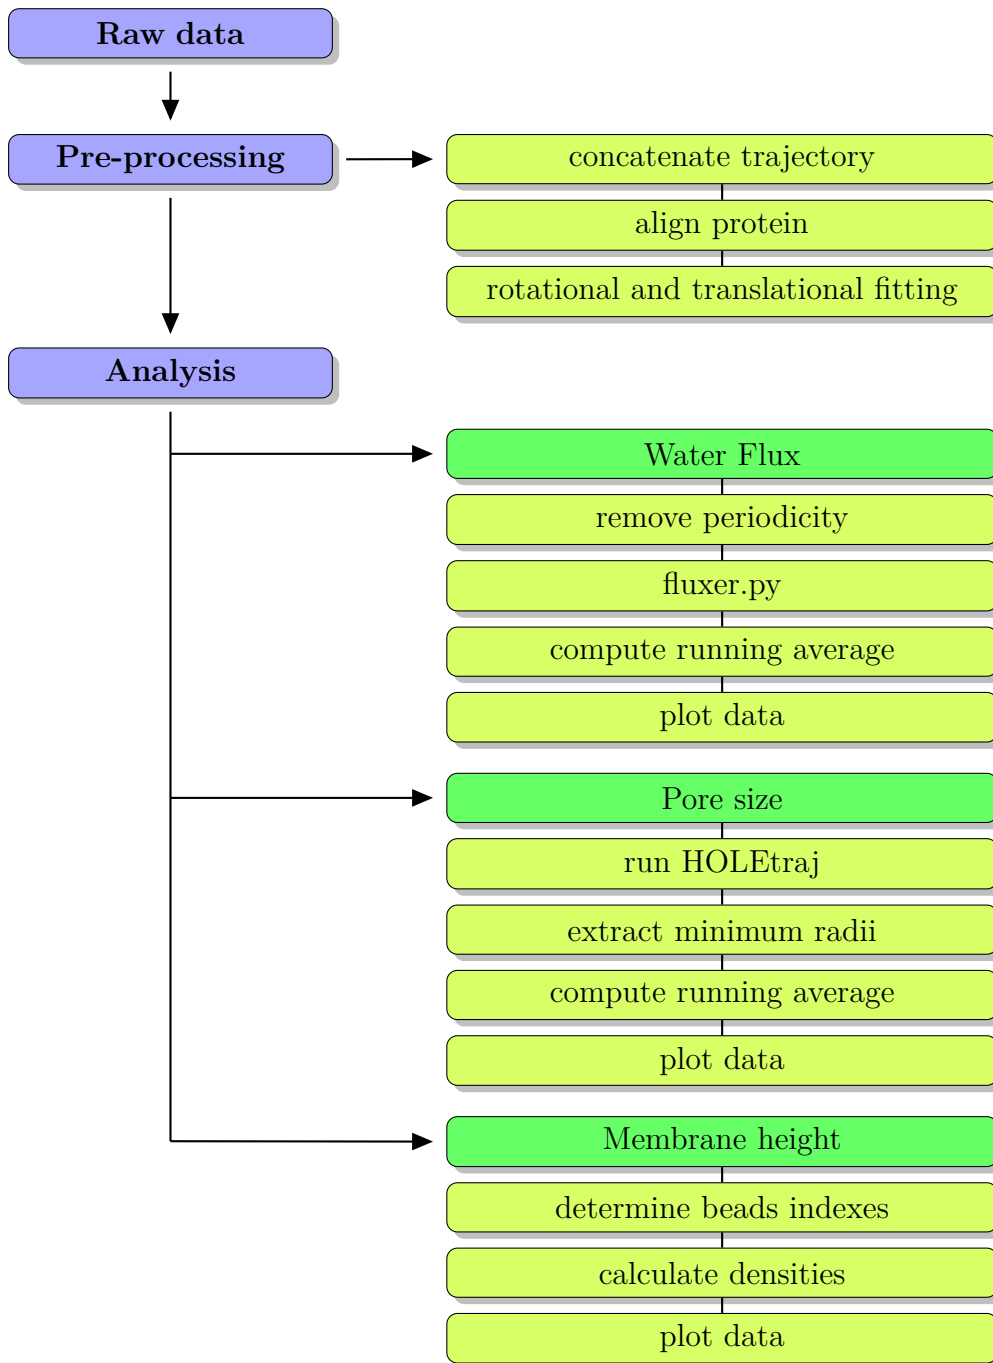 Raw data
Pre-processing
concatenate trajectory
align protein
rotational and translational fitting
Analysis
Water Flux
remove periodicity
fluxer.py
compute running average
plot data
Pore size
run HOLEtraj
extract minimum radii
compute running average
plot data
Membrane height
determine beads indexes
calculate densities
plot data